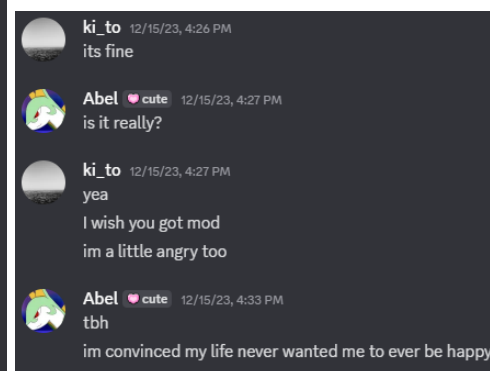 ki_to 12/15/23, 4:26 PM
its fine
Abel cute 12/15/23, 4:27 PM
is it really?
ki_to 12/15/23, 4:27 PM
yea
I wish you got mod
im a little angry too
Abel cute 12/15/23, 4:33 PM
tbh
im convinced my life never wanted me to ever be happy